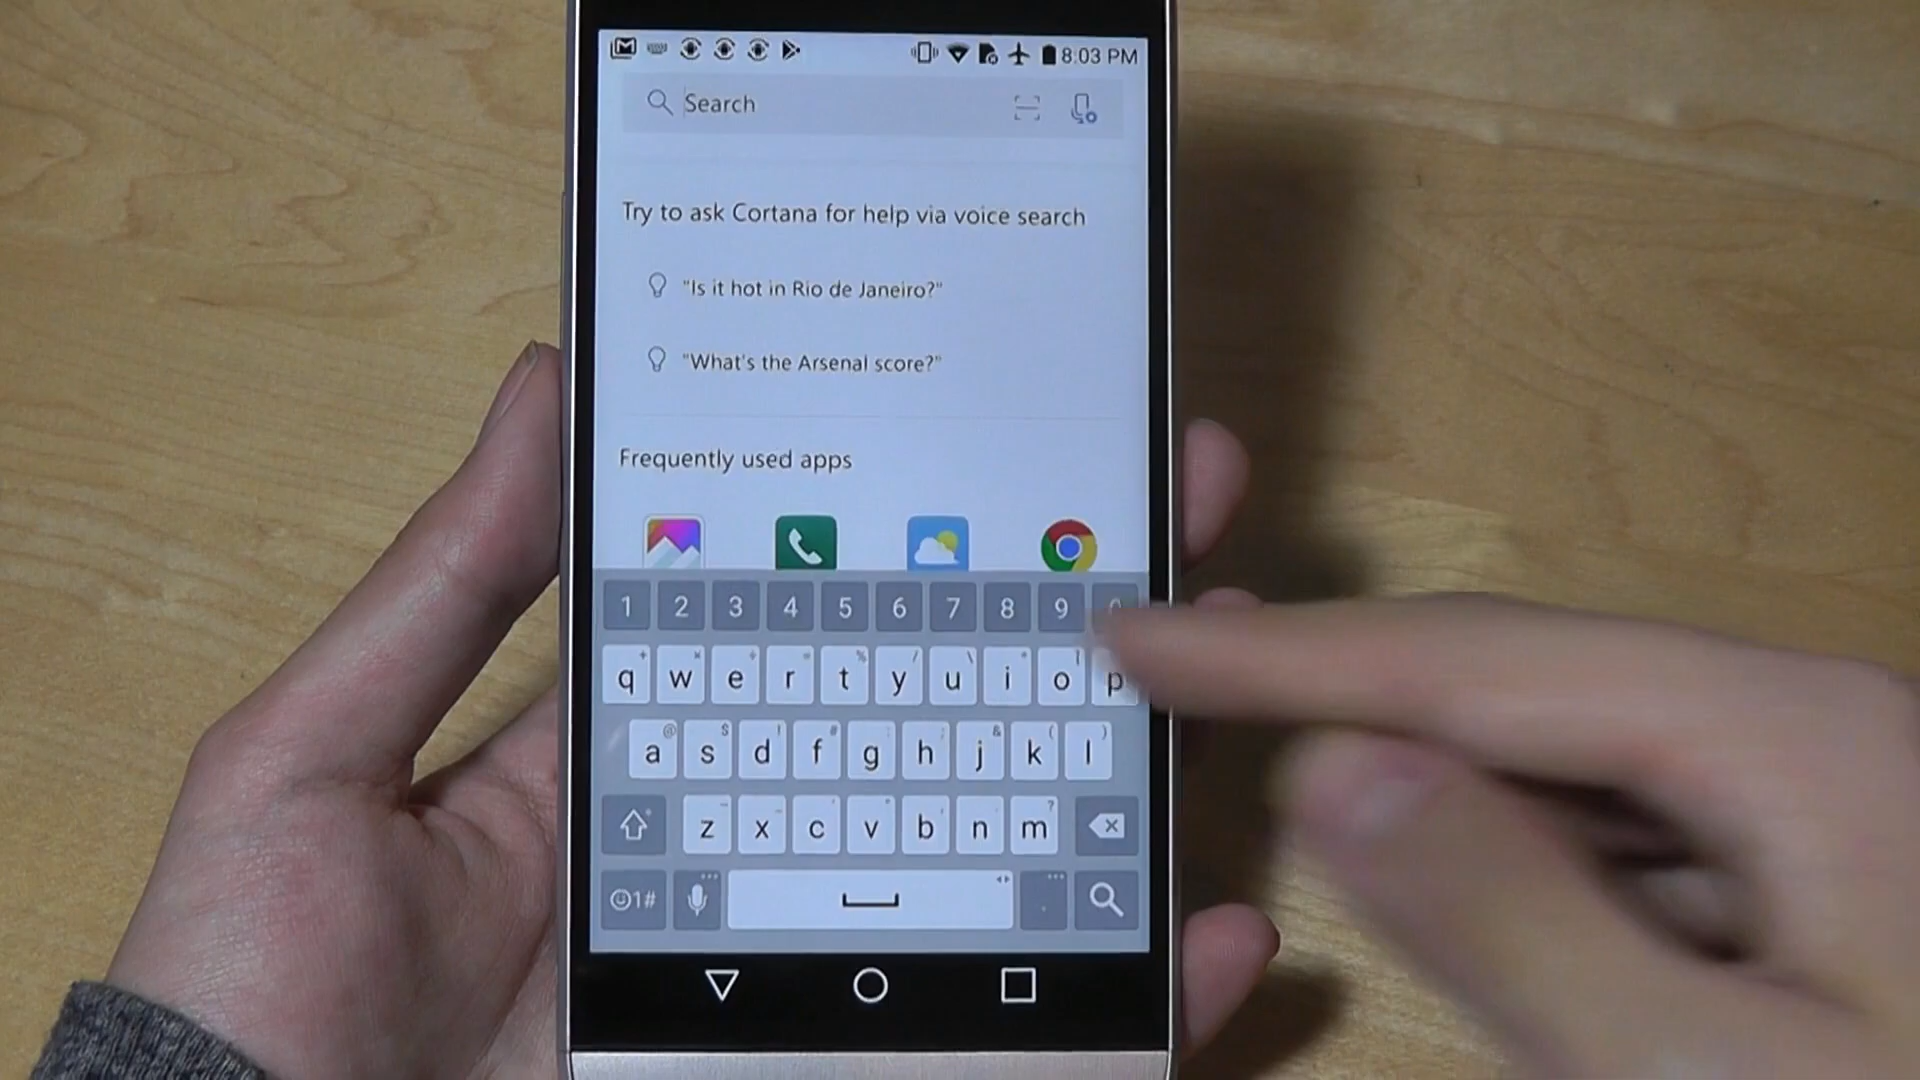 8:03 PM
Search
Try to ask Cortana for help via voice search
"Is it hot in Rio de Janeiro?"
"What's the Arsenal score?"
Frequently used apps
1 2 3 4 5 6 7 8 9
q w e r t y u i o p
a s d f g h j k l
z x c v b n m
1# .